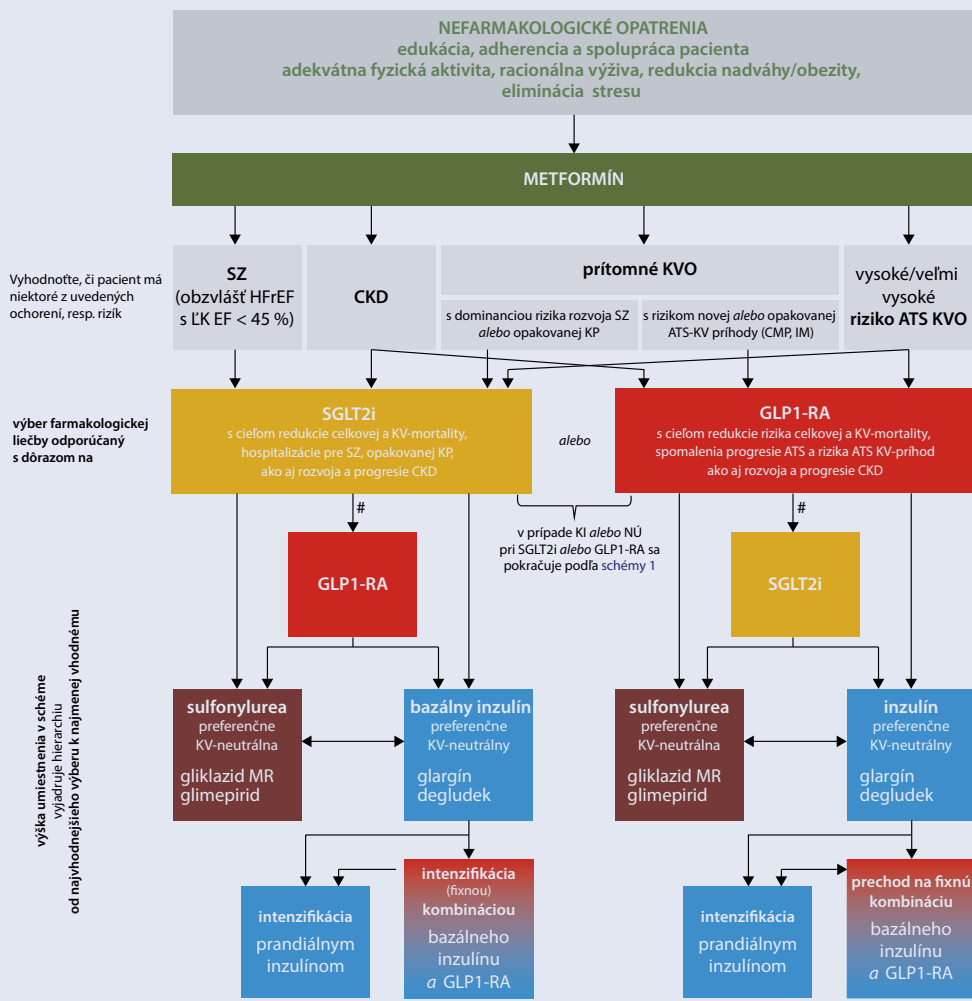 NEFARMAKOLOGICKÉ OPATRENIA
edukácia, adherencia a spolupráca pacienta
adekvátna fyzická aktivita, racionálna výživa, redukcia nadváhy/obezity,
eliminácia stresu
METFORMÍN
Vyhodnoťte, či pacient má
niektoré z uvedených
ochorení, resp. rizík
SZ
(obzvlášť HFrEF
s ĽK EF < 45 %)
CKD
prítomné KVO
s dominanciou rizika rozvoja SZ
alebo opakovanej KP
s rizikom novej alebo opakovanej
ATS-KV príhody (CMP, IM)
vysoké/veľmi
vysoké
riziko ATS KVO
výber farmakologickej
liečby odporúčaný
s dôrazom na
SGLT2i
s cieľom redukcie celkovej a KV-mortality,
hospitalizácie pre SZ, opakovanej KP,
ako aj rozvoja a progresie CKD
alebo
GLP1-RA
s cieľom redukcie rizika celkovej a KV-mortality,
spomalenia progresie ATS a rizika ATS KV-príhod
ako aj rozvoja a progresie CKD
#
v prípade KI alebo NÚ
pri SGLT2i alebo GLP1-RA sa
pokračuje podľa schémy 1
#
GLP1-RA
SGLT2i
výška umiestnenia v schéme
vyjadruje hierarchiu
od najvhodnejšieho výberu k najmenej vhodnému
sulfonylurea
preferenčne
KV-neutrálna
gliklazid MR
glimepirid
bazálny inzulín
preferenčne
KV-neutrálny
glargín
degludek
sulfonylurea
preferenčne
KV-neutrálna
gliklazid MR
glimepirid
inzulín
preferenčne
KV-neutrálny
glargín
degludek
intenzifikácia
prandiálnym
inzulínom
intenzifikácia
(fixnou)
kombináciou
bazálneho
inzulínu
a GLP1-RA
intenzifikácia
prandiálnym
inzulínom
prechod na fixnú
kombináciu
bazálneho
inzulínu
a GLP1-RA